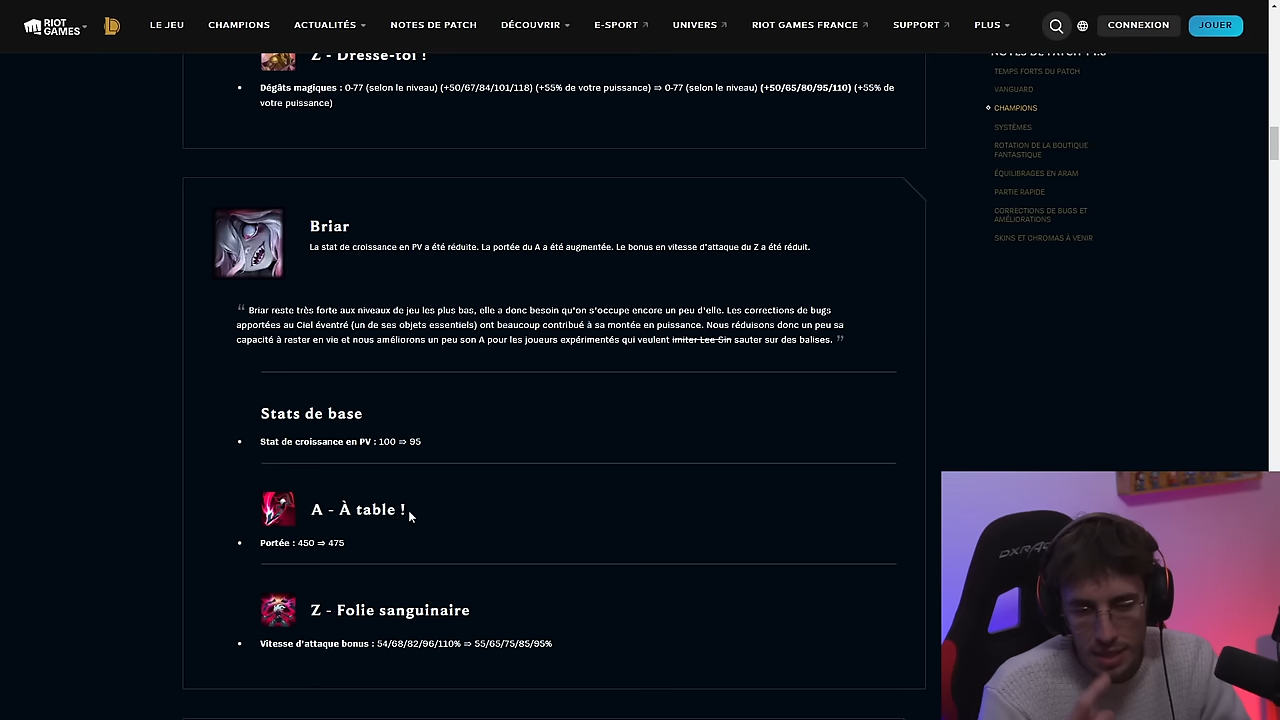 RIOT GAMES
LE JEU
CHAMPIONS
ACTUALITÉS
NOTES DE PATCH
DÉCOUVRIR
E-SPORT
UNIVERS
RIOT GAMES FRANCE
SUPPORT
PLUS
CONNEXION
JOUER
Z - Dresse-toi !
Dégâts magiques : 0-77 (selon le niveau) (+50/67/84/101/118) (+55% de votre puissance) ⇒ 0-77 (selon le niveau) (+50/65/80/95/110) (+55% de
votre puissance)
Briar
La stat de croissance en PV a été réduite. La portée du A a été augmentée. Le bonus en vitesse d'attaque du Z a été réduit.
“ Briar reste très forte aux niveaux de jeu les plus bas, elle a donc besoin qu'on s'occupe encore un peu d'elle. Les corrections de bugs
apportées au Ciel éventré (un de ses objets essentiels) ont beaucoup contribué à sa montée en puissance. Nous réduisons donc un peu sa
capacité à rester en vie et nous améliorons un peu son A pour les joueurs expérimentés qui veulent imiter Lee Sin sauter sur des balises. ”
Stats de base
Stat de croissance en PV : 100 ⇒ 95
A - À table !
Portée : 450 ⇒ 475
Z - Folie sanguinaire
Vitesse d'attaque bonus : 54/68/82/96/110% ⇒ 55/65/75/85/95%
TEMPS FORTS DU PATCH
VANGUARD
CHAMPIONS
SYSTÈMES
ROTATION DE LA BOUTIQUE
FANTASTIQUE
ÉQUILIBRAGES EN ARAM
PARTIE RAPIDE
CORRECTIONS DE BUGS ET
AMÉLIORATIONS
SKINS ET CHROMAS À VENIR